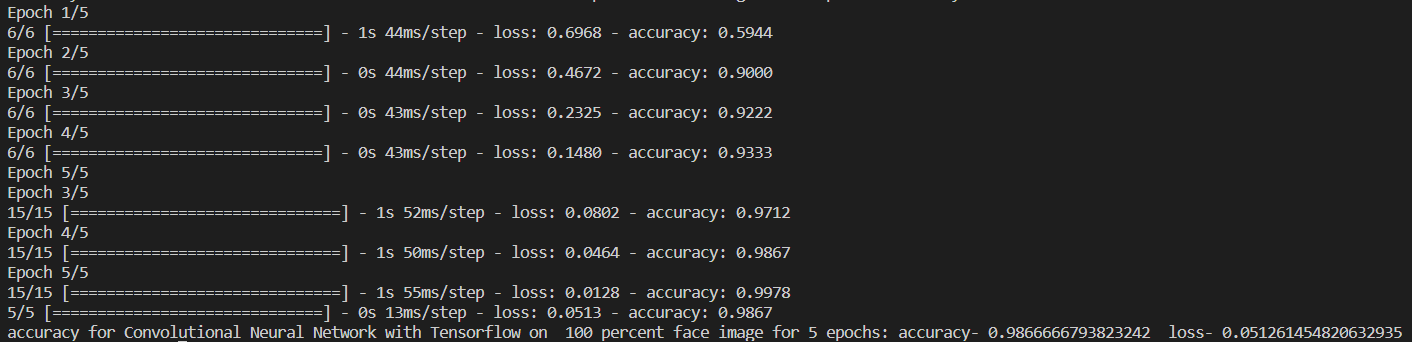 Epoch 1/5
6/6 [==============================] - 1s 44ms/step - loss: 0.6968 - accuracy: 0.5944
Epoch 2/5
6/6 [==============================] - 0s 44ms/step - loss: 0.4672 - accuracy: 0.9000
Epoch 3/5
6/6 [==============================] - 0s 43ms/step - loss: 0.2325 - accuracy: 0.9222
Epoch 4/5
6/6 [==============================] - 0s 43ms/step - loss: 0.1480 - accuracy: 0.9333
Epoch 5/5
Epoch 3/5
15/15 [==============================] - 1s 52ms/step - loss: 0.0802 - accuracy: 0.9712
Epoch 4/5
15/15 [==============================] - 1s 50ms/step - loss: 0.0464 - accuracy: 0.9867
Epoch 5/5
15/15 [==============================] - 1s 55ms/step - loss: 0.0128 - accuracy: 0.9978
5/5 [==============================] - 0s 13ms/step - loss: 0.0513 - accuracy: 0.9867
accuracy for Convolutional Neural Network with Tensorflow on  100 percent face image for 5 epochs: accuracy- 0.9866666793823242  loss- 0.051261454820632935